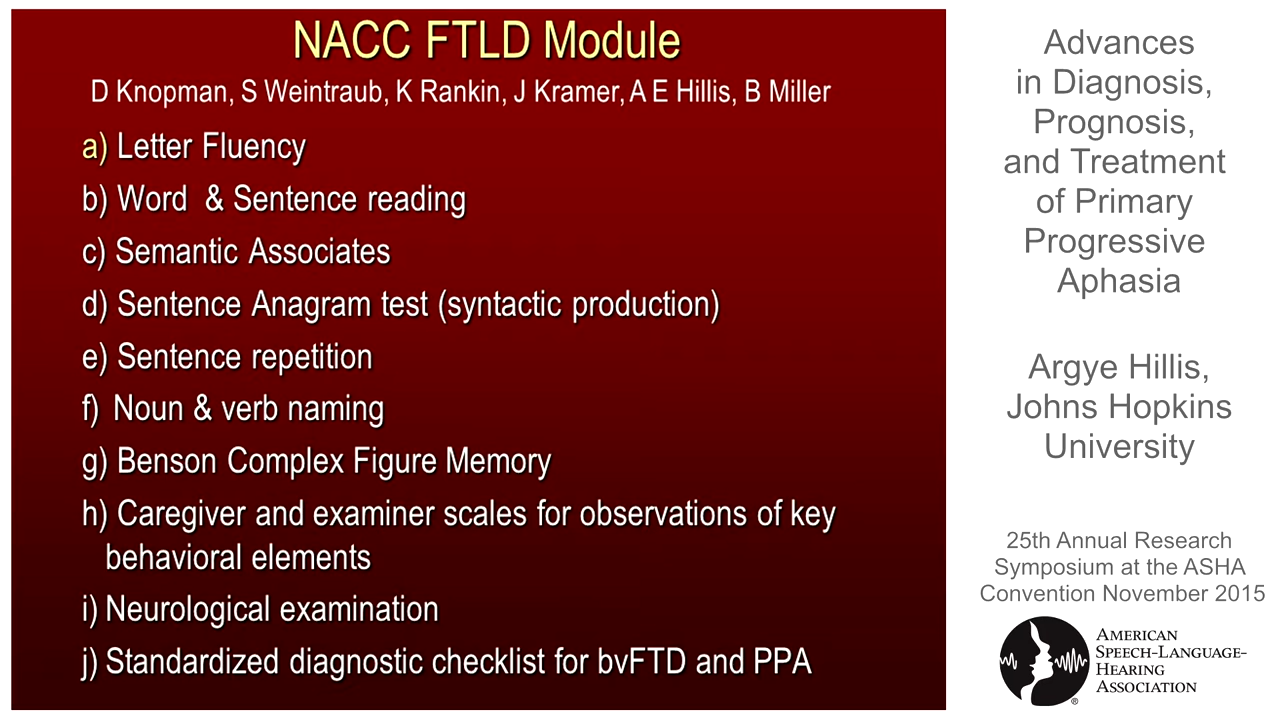 NACC FTLD Module
D Knopman, S Weintraub, K Rankin, J Kramer, A E Hillis, B Miller
a) Letter Fluency
b) Word & Sentence reading
c) Semantic Associates
d) Sentence Anagram test (syntactic production)
e) Sentence repetition
f) Noun & verb naming
g) Benson Complex Figure Memory
h) Caregiver and examiner scales for observations of key
behavioral elements
i) Neurological examination
j) Standardized diagnostic checklist for bvFTD and PPA
Advances
in Diagnosis,
Prognosis,
and Treatment
of Primary
Progressive
Aphasia
Argye Hillis,
Johns Hopkins
University
25th Annual Research
Symposium at the ASHA
Convention November 2015
AMERICAN
SPEECH-LANGUAGE-
HEARING
ASSOCIATION
®